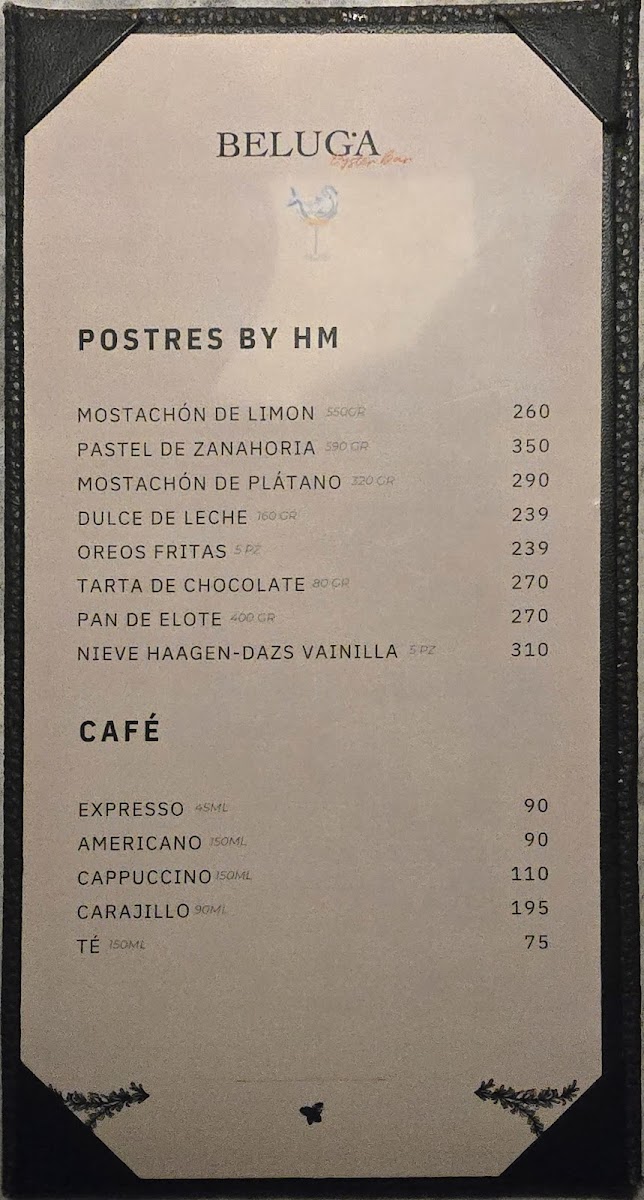 BELUGA
Oyster Bar
POSTRES BY HM
MOSTACHÓN DE LIMON 550GR 260
PASTEL DE ZANAHORIA 590 GR 350
MOSTACHÓN DE PLÁTANO 320 GR 290
DULCE DE LECHE 160 GR 239
OREOS FRITAS 5 PZ 239
TARTA DE CHOCOLATE 80 GR 270
PAN DE ELOTE 400 GR 270
NIEVE HAAGEN-DAZS VAINILLA 5 PZ 310
CAFÉ
EXPRESSO 45ML 90
AMERICANO 150ML 90
CAPPUCCINO 150ML 110
CARAJILLO 90ML 195
TÉ 150ML 75